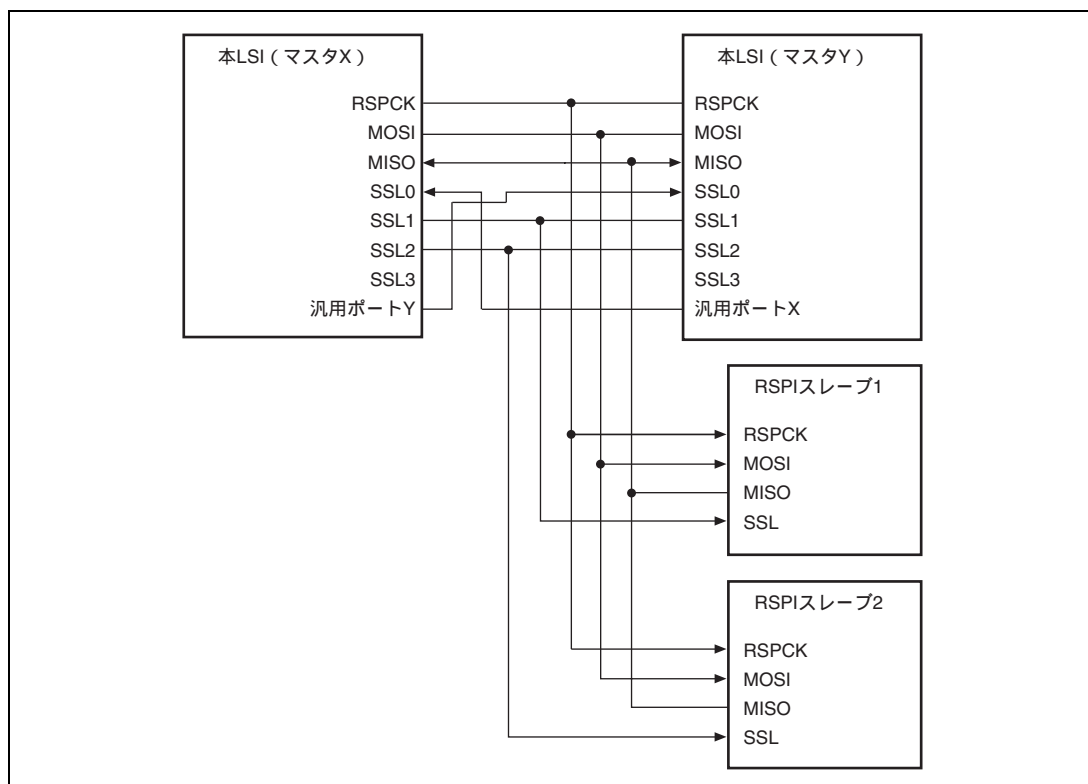 本LSI（マスタX）
RSPCK
MOSI
MISO
SSL0
SSL1
SSL2
SSL3
汎用ポートY
本LSI（マスタY）
RSPCK
MOSI
MISO
SSL0
SSL1
SSL2
SSL3
汎用ポートX
RSPIスレーブ1
RSPCK
MOSI
MISO
SSL
RSPIスレーブ2
RSPCK
MOSI
MISO
SSL